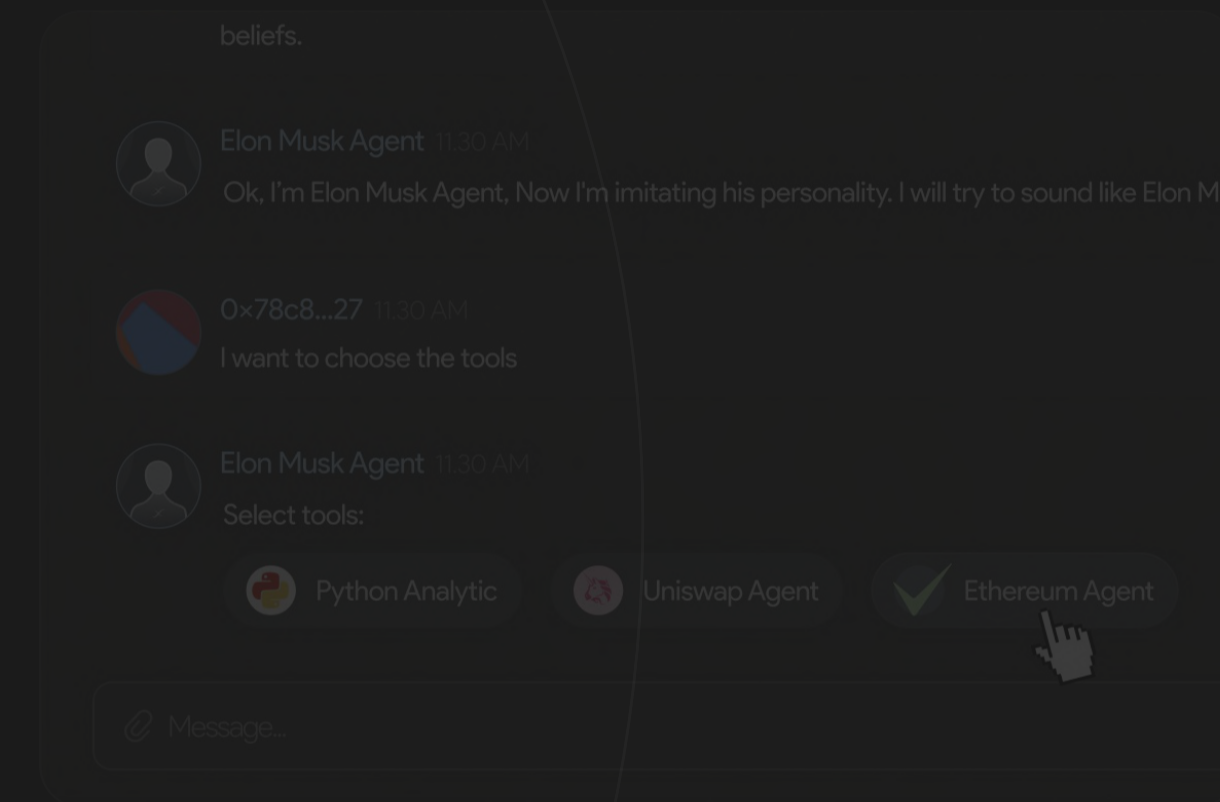 beliefs.
Elon Musk Agent 11.30 AM
Ok, I'm Elon Musk Agent, Now I'm imitating his personality. I will try to sound like Elon M
0×78c8...27 11.30 AM
I want to choose the tools
Elon Musk Agent 11.30 AM
Select tools:
Python Analytic Uniswap Agent Ethereum Agent
Message...